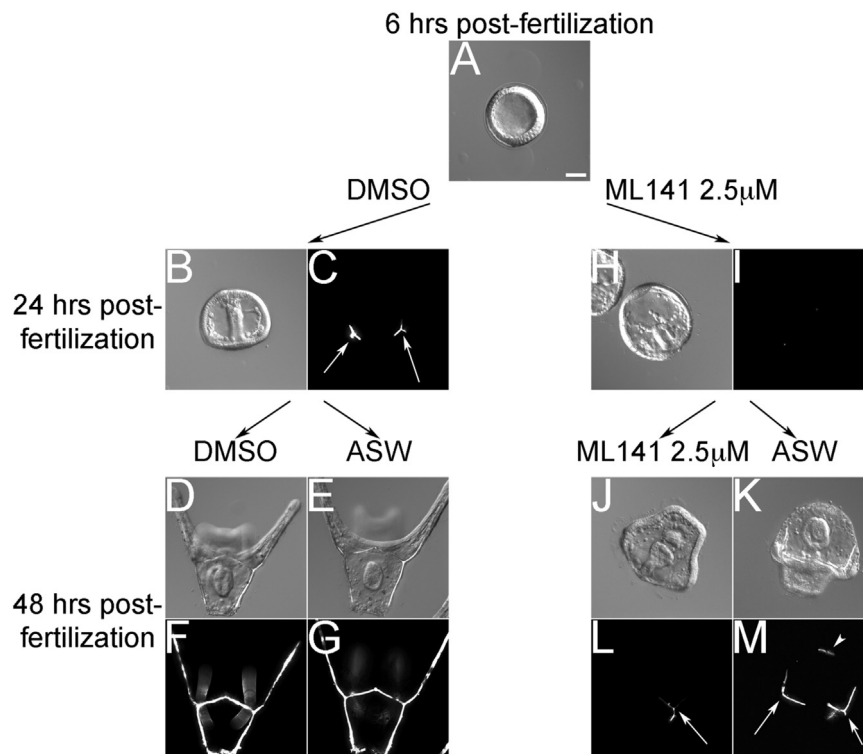 6 hrs post-fertilization
A
DMSO
ML141 2.5μM
24 hrs post-
fertilization
B
C
H
I
DMSO
ASW
ML141 2.5μM
ASW
48 hrs post-
fertilization
D
E
J
K
F
G
L
M